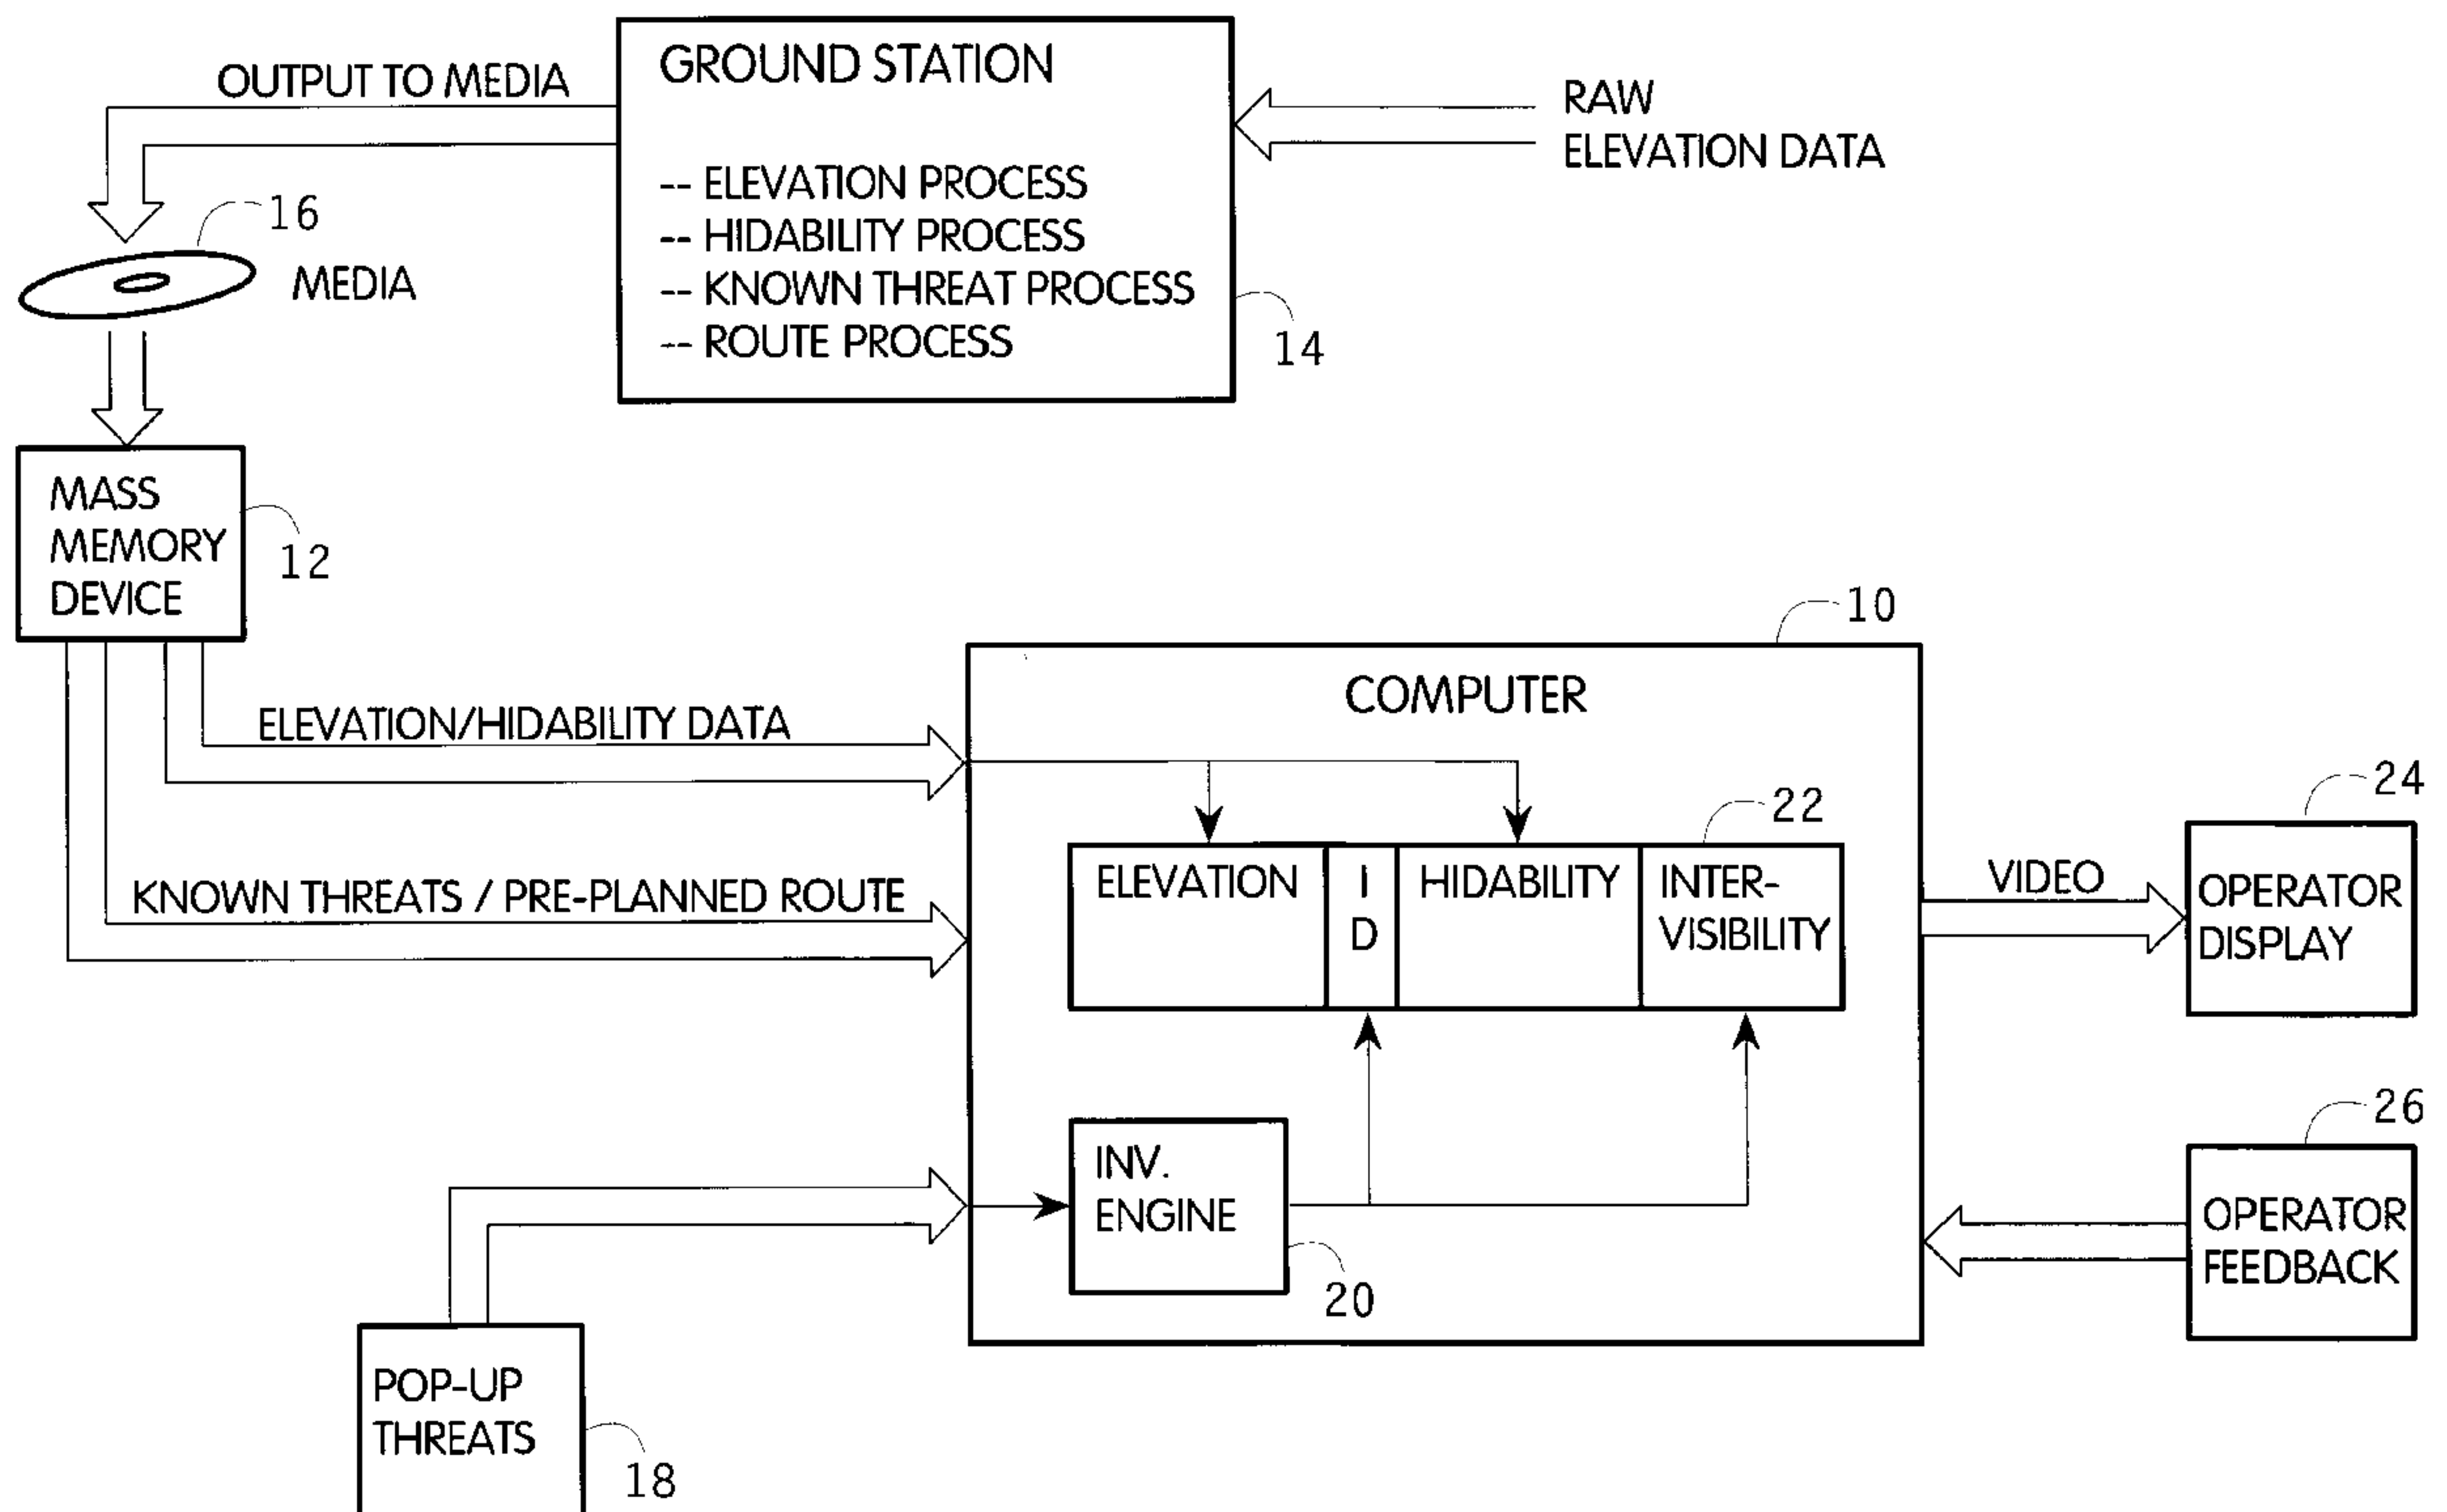 OUTPUT TO MEDIA
GROUND STATION
-- ELEVATION PROCESS
-- HIDABILITY PROCESS
-- KNOWN THREAT PROCESS
-- ROUTE PROCESS
14
RAW
ELEVATION DATA
16
MEDIA
MASS
MEMORY
DEVICE
12
ELEVATION/HIDABILITY DATA
KNOWN THREATS / PRE-PLANNED ROUTE
10
COMPUTER
22
ELEVATION
I
D
HIDABILITY
INTER-
VISIBILITY
INV.
ENGINE
20
POP-UP
THREATS
18
VIDEO
24
OPERATOR
DISPLAY
26
OPERATOR
FEEDBACK